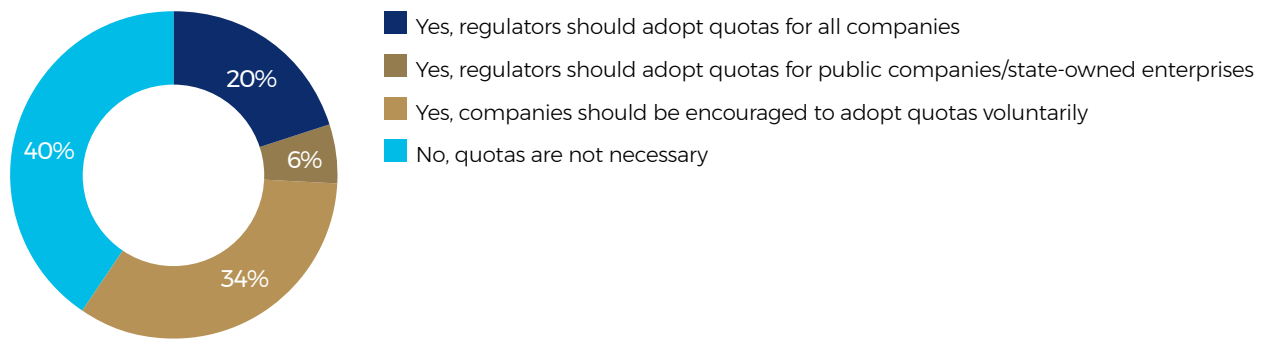 20%
6%
34%
40%
Yes, regulators should adopt quotas for all companies
Yes, regulators should adopt quotas for public companies/state-owned enterprises
Yes, companies should be encouraged to adopt quotas voluntarily
No, quotas are not necessary